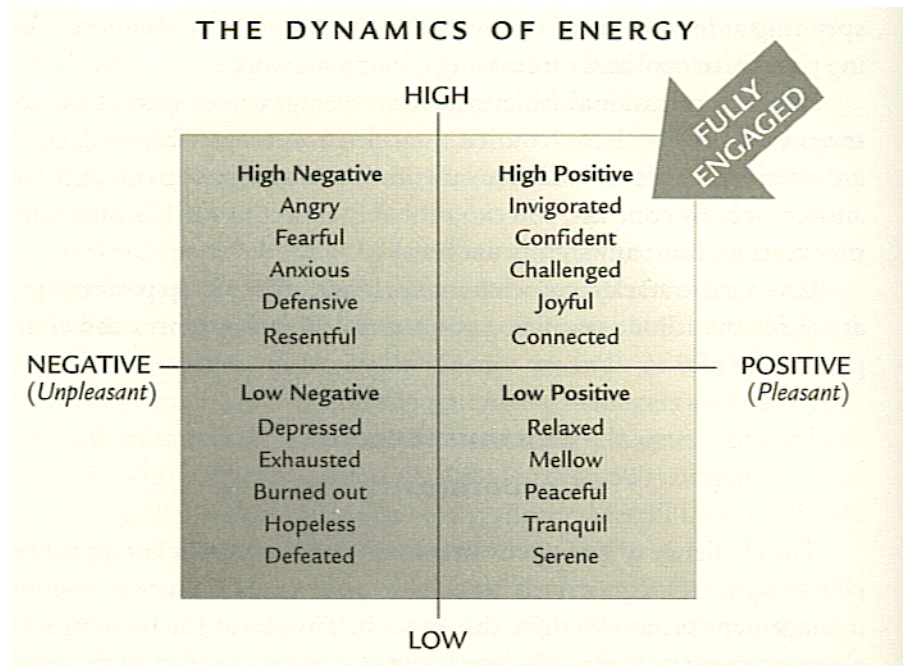 THE DYNAMICS OF ENERGY
HIGH
FULLY
ENGAGED
High Negative
Angry
Fearful
Anxious
Defensive
Resentful
High Positive
Invigorated
Confident
Challenged
Joyful
Connected
NEGATIVE
(Unpleasant)
POSITIVE
(Pleasant)
Low Negative
Depressed
Exhausted
Burned out
Hopeless
Defeated
Low Positive
Relaxed
Mellow
Peaceful
Tranquil
Serene
LOW